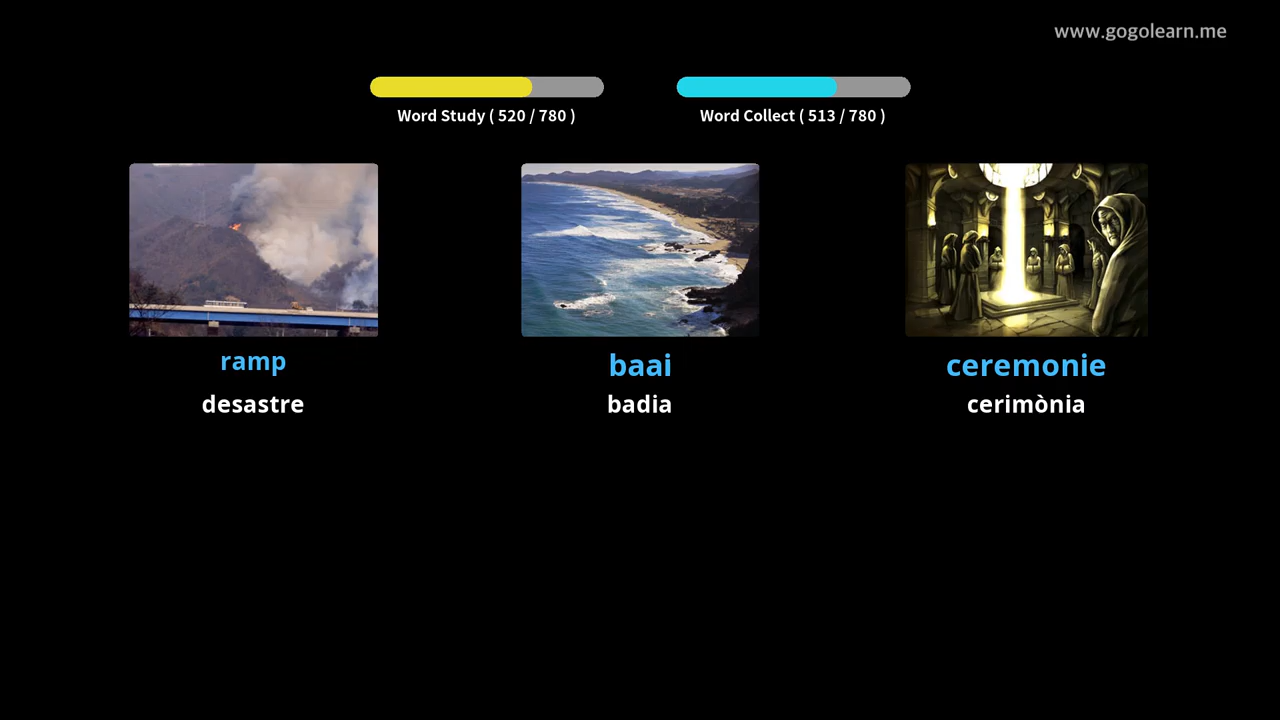 www.gogolearn.me
Word Study ( 520 / 780 )
Word Collect ( 513 / 780 )
ramp
desastre
baai
badia
ceremonie
cerimònia